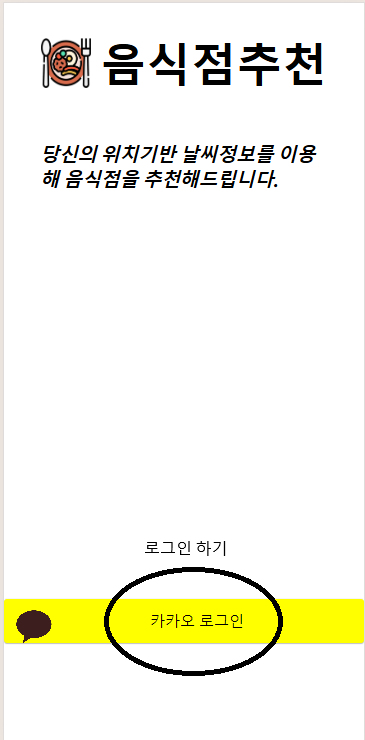 음식점추천
당신의 위치기반 날씨정보를 이용
해 음식점을 추천해드립니다.
로그인 하기
카카오 로그인